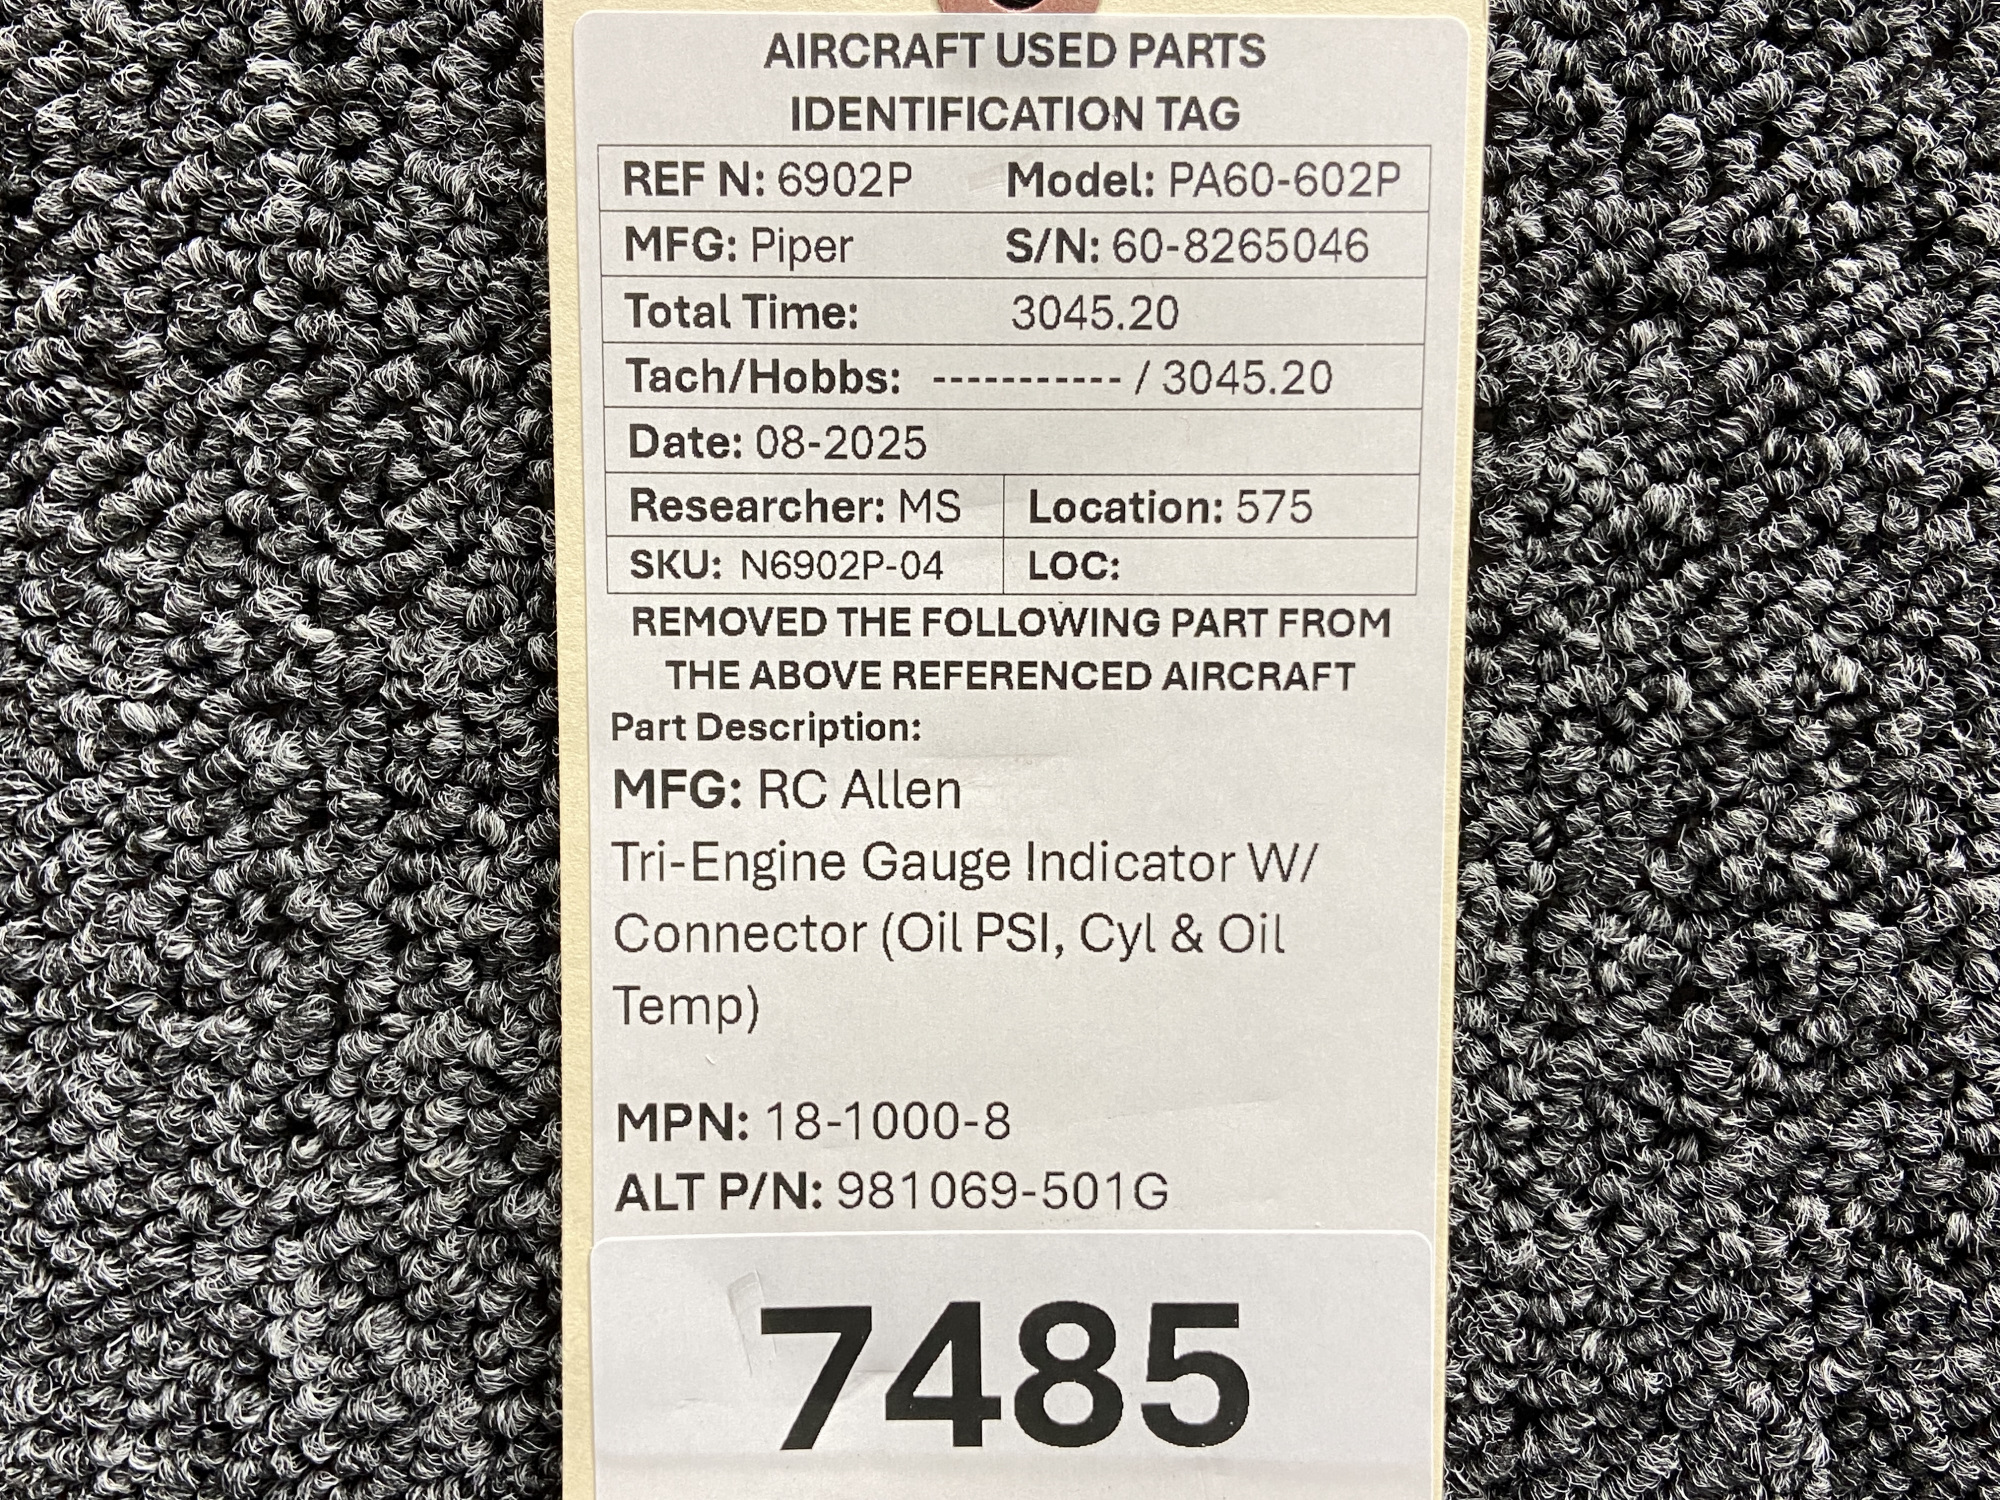 AIRCRAFT USED PARTS
IDENTIFICATION TAG
REF N: 6902P Model: PA60-602P
MFG: Piper S/N: 60-8265046
Total Time: 3045.20
Tach/Hobbs: ----------- / 3045.20
Date: 08-2025
Researcher: MS Location: 575
SKU: N6902P-04 LOC:
REMOVED THE FOLLOWING PART FROM
THE ABOVE REFERENCED AIRCRAFT
Part Description:
MFG: RC Allen
Tri-Engine Gauge Indicator W/
Connector (Oil PSI, Cyl & Oil
Temp)
MPN: 18-1000-8
ALT P/N: 981069-501G
7485